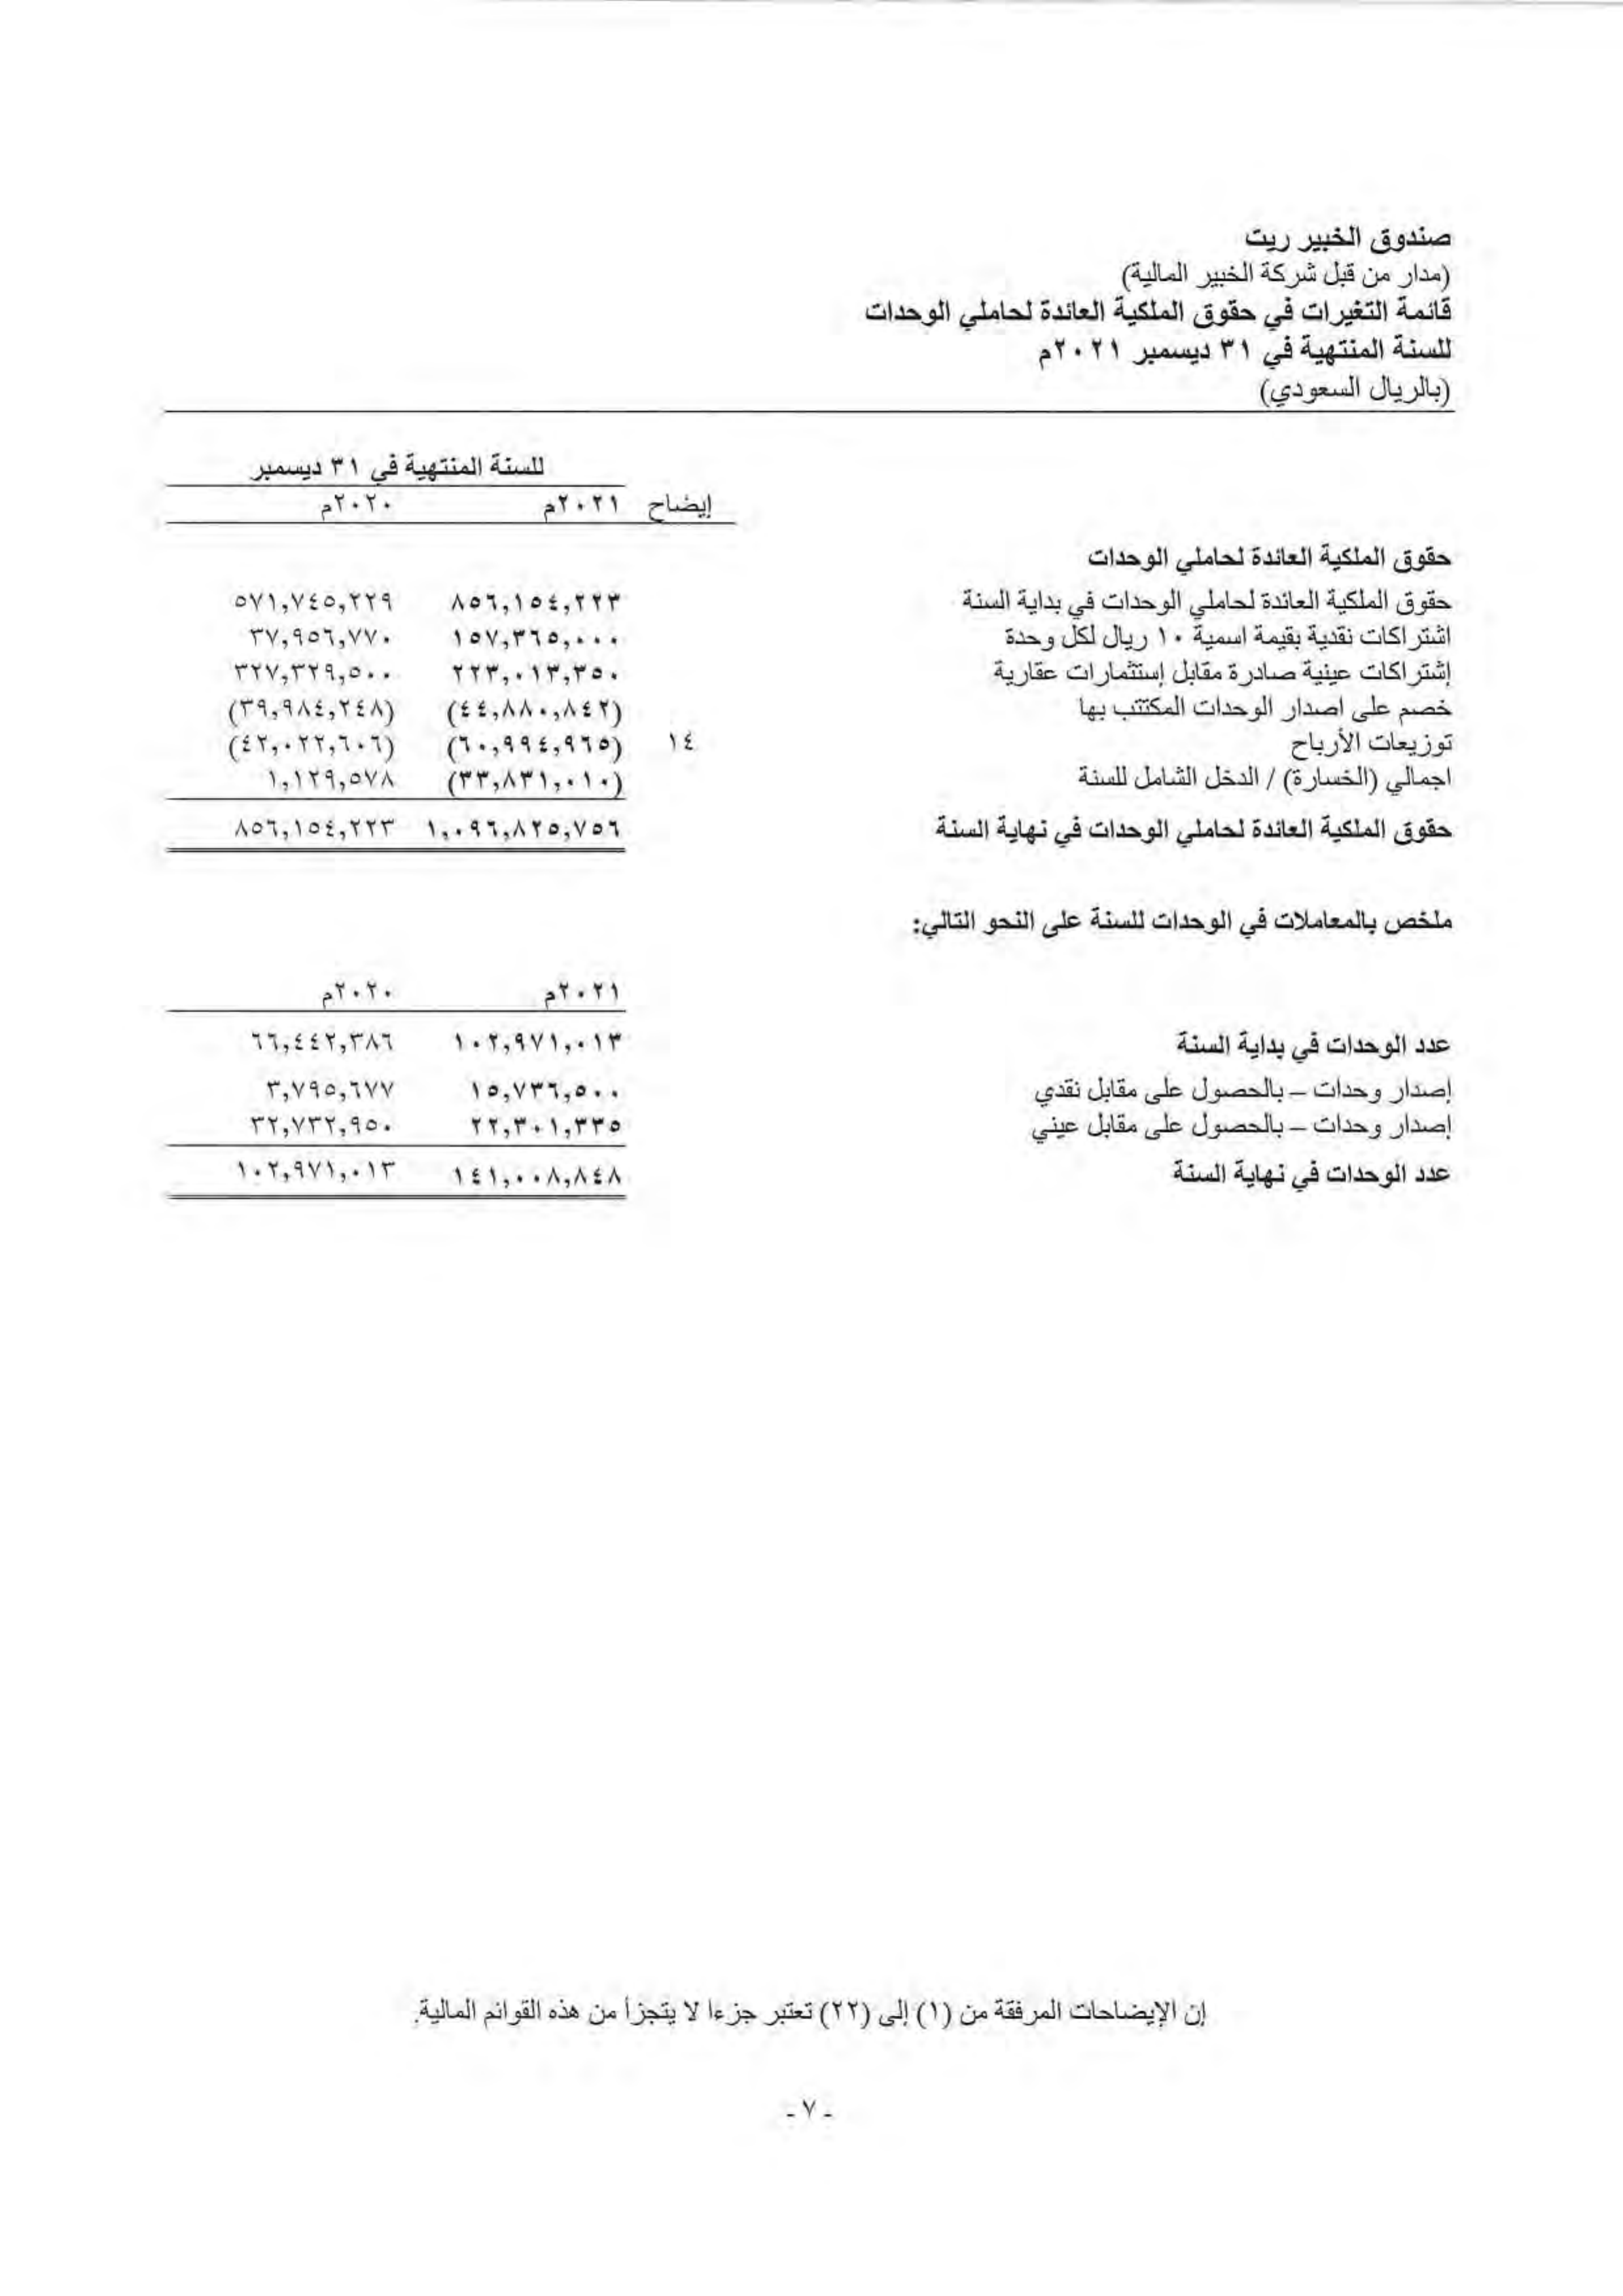 صندوق الخبير ريت
(مدار من قبل شركة الخبير المالية)
قائمة التغيرات في حقوق الملكية العائدة لحاملي الوحدات
للسنة المنتهية في ٣١ ديسمبر ٢٠٢١م
(بالريال السعودي)
للسنة المنتهية في ٣١ ديسمبر
إيضاح ٢٠٢١م ٢٠٢٠م
حقوق الملكية العائدة لحاملي الوحدات
حقوق الملكية العائدة لحاملي الوحدات في بداية السنة ٨٥٦,١٥٤,٢٢٣ ٥٧١,٧٤٥,٢٢٩
اشتراكات نقدية بقيمة اسمية ١٠ ريال لكل وحدة ١٥٧,٣٦٥,٠٠٠ ٣٧,٩٥٦,٧٧٠
إشتراكات عينية صادرة مقابل إستثمارات عقارية ٢٢٣,٠١٣,٣٥٠ ٣٢٧,٣٢٩,٥٠٠
خصم على اصدار الوحدات المكتتب بها (٤٤,٨٨٠,٨٤٢) (٣٩,٩٨٤,٢٤٨)
توزيعات الأرباح ١٤ (٦٠,٩٩٤,٩٦٥) (٤٢,٠٢٢,٦٠٦)
اجمالي (الخسارة) / الدخل الشامل للسنة (٣٣,٨٣١,٠١٠) ١,١٢٩,٥٧٨
حقوق الملكية العائدة لحاملي الوحدات في نهاية السنة ١,٠٩٦,٨٢٥,٧٥٦ ٨٥٦,١٥٤,٢٢٣
ملخص بالمعاملات في الوحدات للسنة على النحو التالي:
٢٠٢١م ٢٠٢٠م
عدد الوحدات في بداية السنة ١٠٢,٩٧١,٠١٣ ٦٦,٤٤٢,٣٨٦
إصدار وحدات – بالحصول على مقابل نقدي ١٥,٧٣٦,٥٠٠ ٣,٧٩٥,٦٧٧
إصدار وحدات – بالحصول على مقابل عيني ٢٢,٣٠١,٣٣٥ ٣٢,٧٣٢,٩٥٠
عدد الوحدات في نهاية السنة ١٤١,٠٠٨,٨٤٨ ١٠٢,٩٧١,٠١٣
إن الإيضاحات المرفقة من (١) إلى (٢٢) تعتبر جزءا لا يتجزأ من هذه القوائم المالية.
- ٧ -